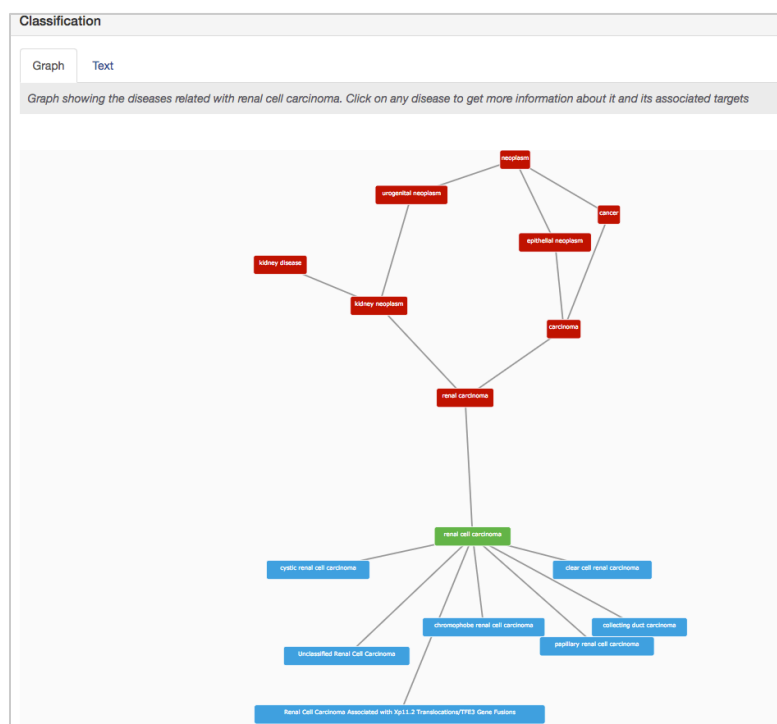 Classification
Graph
Text
Graph showing the diseases related with renal cell carcinoma. Click on any disease to get more information about it and its associated targets
neoplasm
urogenital neoplasm
cancer
epithelial neoplasm
kidney disease
kidney neoplasm
carcinoma
renal carcinoma
renal cell carcinoma
cystic renal cell carcinoma
clear cell renal carcinoma
chromophobe renal cell carcinoma
collecting duct carcinoma
papillary renal cell carcinoma
Unclassified Renal Cell Carcinoma
Renal Cell Carcinoma Associated with Xp11.2 Translocations/TFE3 Gene Fusions